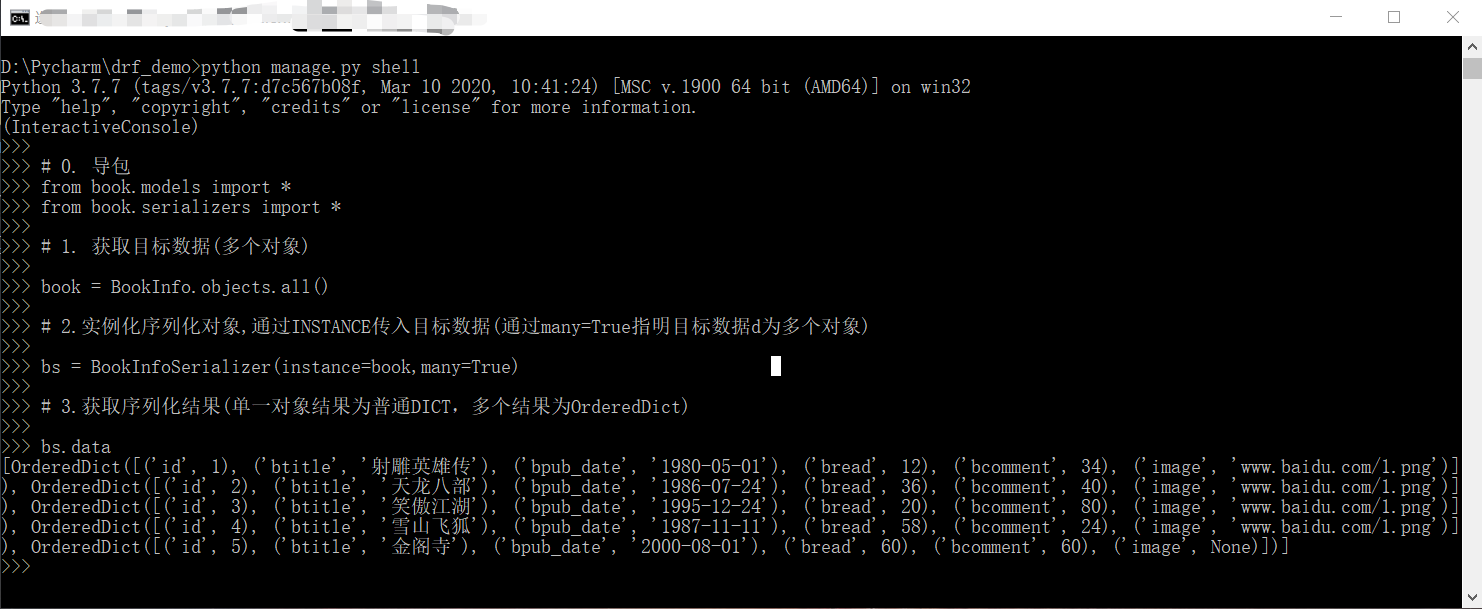 D:\Pycharm\drf_demo>python manage.py shell
Python 3.7.7 (tags/v3.7.7:d7c567b08f, Mar 10 2020, 10:41:24) [MSC v.1900 64 bit (AMD64)] on win32
Type "help", "copyright", "credits" or "license" for more information.
(InteractiveConsole)
>>>
>>> # 0. 导包
>>> from book.models import *
>>> from book.serializers import *
>>>
>>> # 1. 获取目标数据(多个对象)
>>>
>>> book = BookInfo.objects.all()
>>>
>>> # 2.实例化序列化对象,通过INSTANCE传入目标数据(通过many=True指明目标数据d为多个对象)
>>>
>>> bs = BookInfoSerializer(instance=book,many=True)
>>>
>>> # 3.获取序列化结果(单一对象结果为普通DICT，多个结果为OrderedDict)
>>>
>>> bs.data
[OrderedDict([('id', 1), ('btitle', '射雕英雄传'), ('bpub_date', '1980-05-01'), ('bread', 12), ('bcomment', 34), ('image', 'www.baidu.com/1.png')]
), OrderedDict([('id', 2), ('btitle', '天龙八部'), ('bpub_date', '1986-07-24'), ('bread', 36), ('bcomment', 40), ('image', 'www.baidu.com/1.png')]
), OrderedDict([('id', 3), ('btitle', '笑傲江湖'), ('bpub_date', '1995-12-24'), ('bread', 20), ('bcomment', 80), ('image', 'www.baidu.com/1.png')]
), OrderedDict([('id', 4), ('btitle', '雪山飞狐'), ('bpub_date', '1987-11-11'), ('bread', 58), ('bcomment', 24), ('image', 'www.baidu.com/1.png')]
), OrderedDict([('id', 5), ('btitle', '金阁寺'), ('bpub_date', '2000-08-01'), ('bread', 60), ('bcomment', 60), ('image', None)])]
>>>